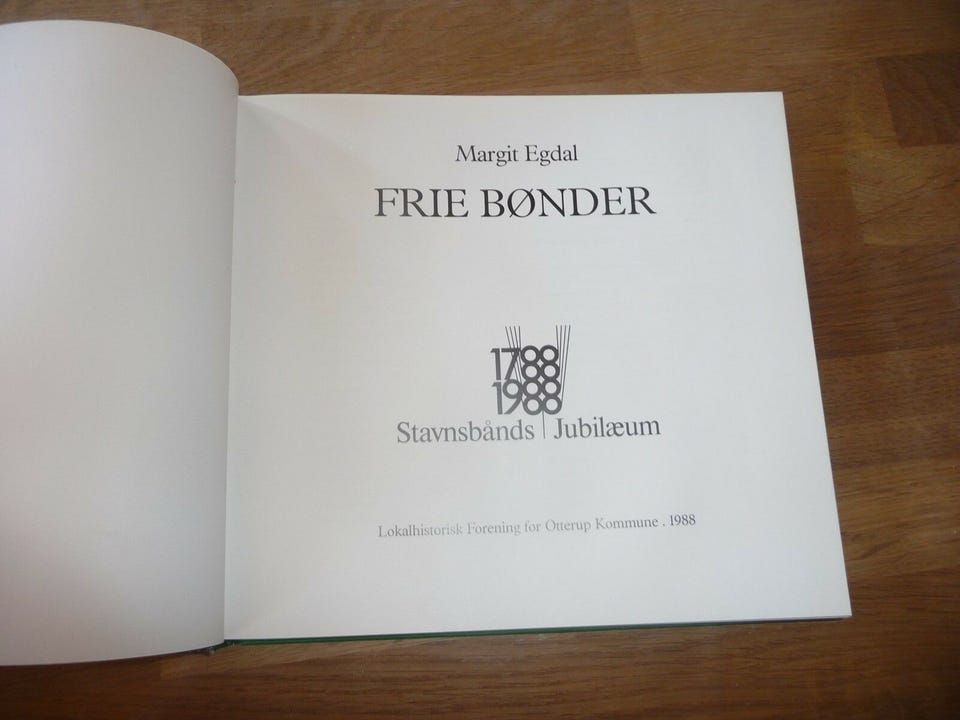 Margit Egdal
FRIE BØNDER
1788
1988
Stavnsbånds Jubilæum
Lokalhistorisk Forening for Otterup Kommune . 1988